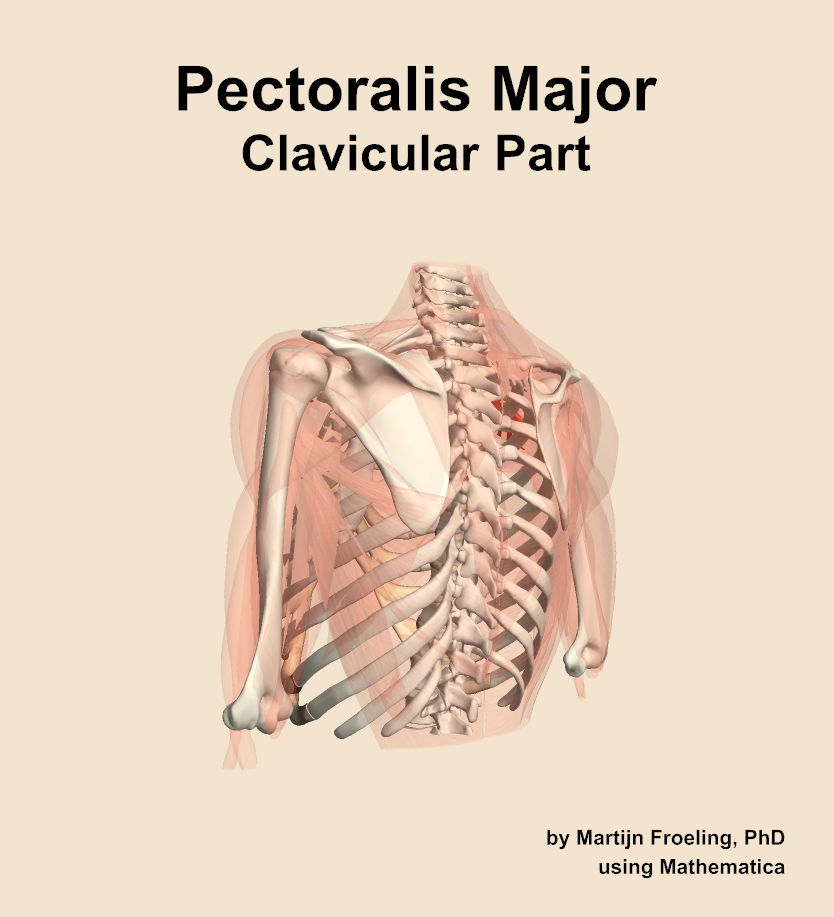 Pectoralis Major
Clavicular Part
by Martijn Froeling, PhD
using Mathematica